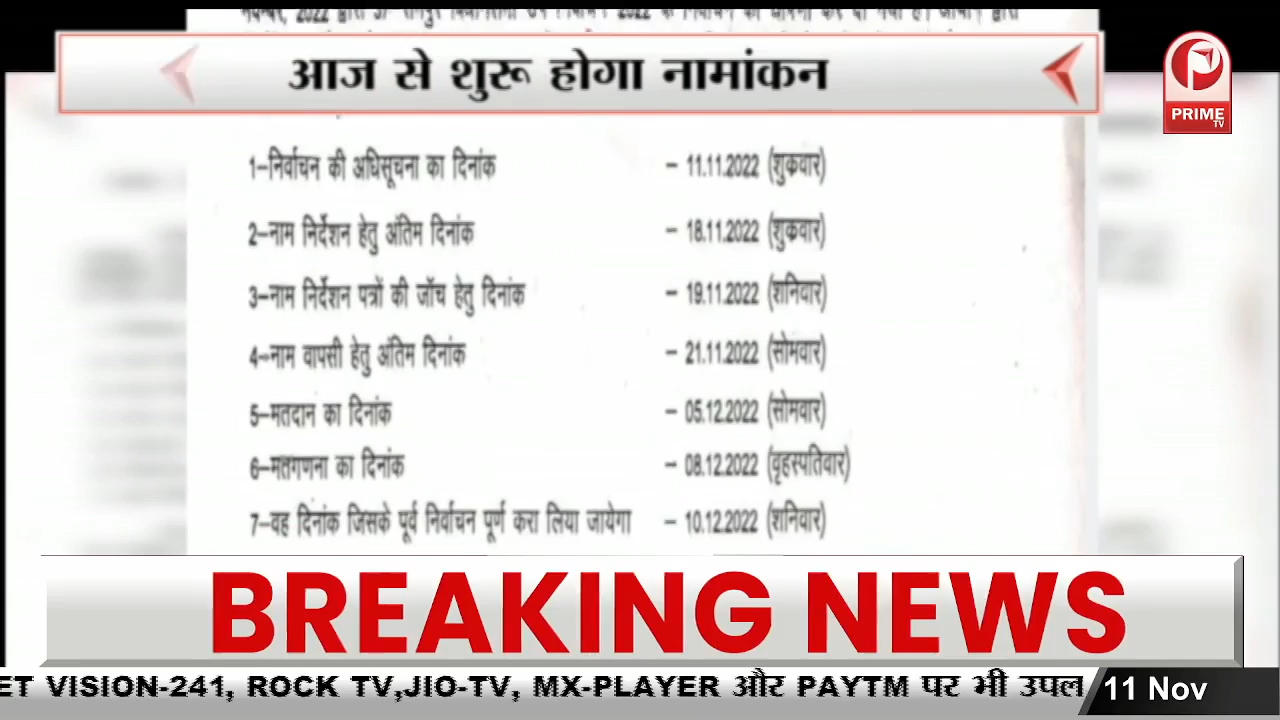 आज से शुरू होगा नामांकन
PRIME
TV
1–निर्वाचन की अधिसूचना का दिनांक – 11.11.2022 (शुक्रवार)
2–नाम निर्देशन हेतु अंतिम दिनांक – 18.11.2022 (शुक्रवार)
3–नाम निर्देशन पत्रों की जॉच हेतु दिनांक – 19.11.2022 (शनिवार)
4–नाम वापसी हेतु अंतिम दिनांक – 21.11.2022 (सोमवार)
5–मतदान का दिनांक – 05.12.2022 (सोमवार)
6–मतगणना का दिनांक – 08.12.2022 (वृहस्पतिवार)
7–वह दिनांक जिसके पूर्व निर्वाचन पूर्ण करा लिया जायेगा – 10.12.2022 (शनिवार)
BREAKING NEWS
ET VISION-241, ROCK TV,JIO-TV, MX-PLAYER और PAYTM पर भी उपल
11 Nov